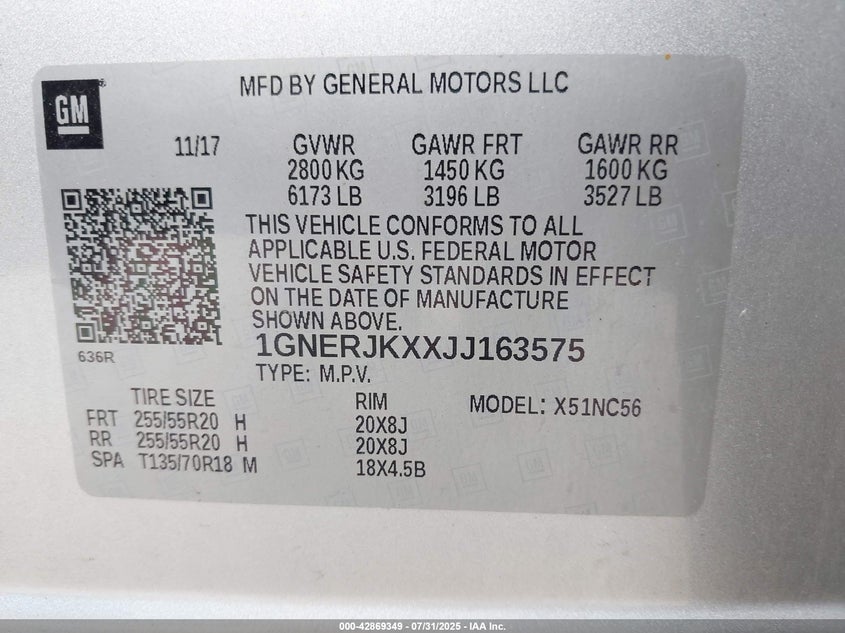 MFD BY GENERAL MOTORS LLC
GM
11/17 GVWR GAWR FRT GAWR RR
2800 KG 1450 KG 1600 KG
6173 LB 3196 LB 3527 LB
THIS VEHICLE CONFORMS TO ALL
APPLICABLE U.S. FEDERAL MOTOR
VEHICLE SAFETY STANDARDS IN EFFECT
ON THE DATE OF MANUFACTURE
SHOWN ABOVE.
636R
1GNERJKXXJJ163575
TYPE: M.P.V.
TIRE SIZE RIM MODEL: X51NC56
FRT 255/55R20 H 20X8J
RR 255/55R20 H 20X8J
SPA T135/70R18 M 18X4.5B
000-42869349 - 07/31/2025 - IAA Inc.